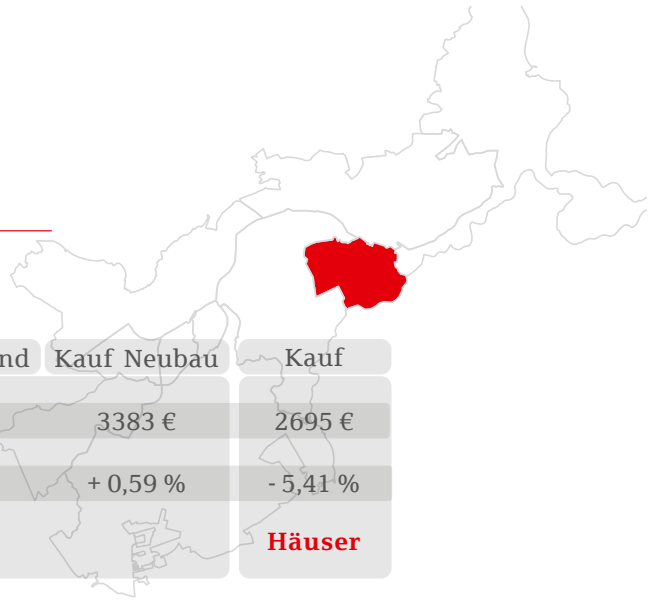 nd Kauf Neubau Kauf
3383 € 2695 €
+ 0,59 % - 5,41 %
Häuser